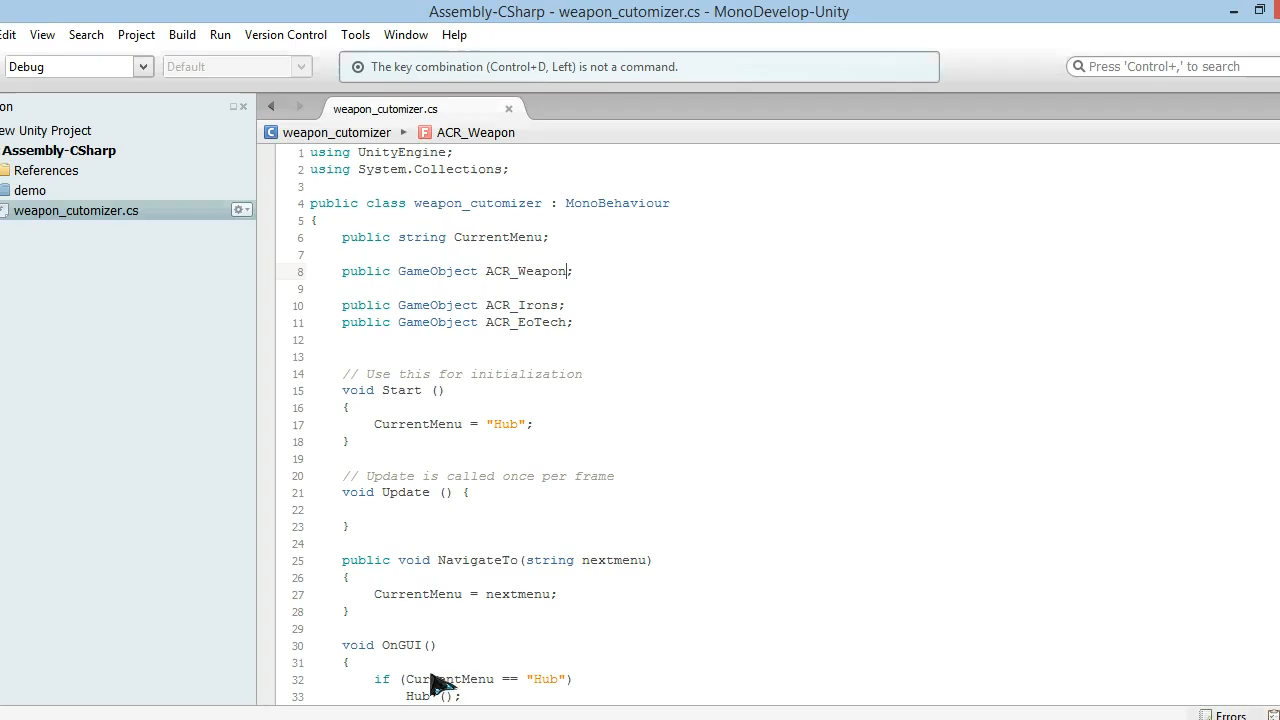 Assembly-CSharp - weapon_cutomizer.cs - MonoDevelop-Unity
dit View Search Project Build Run Version Control Tools Window Help
Debug Default The key combination (Control+D, Left) is not a command. Press 'Control+,' to search
on
ew Unity Project
Assembly-CSharp
References
demo
weapon_cutomizer.cs
weapon_cutomizer.cs
weapon_cutomizer ACR_Weapon
1 using UnityEngine;
2 using System.Collections;
3
4 public class weapon_cutomizer : MonoBehaviour
5 {
6 public string CurrentMenu;
7
8 public GameObject ACR_Weapon;
9
10 public GameObject ACR_Irons;
11 public GameObject ACR_EoTech;
12
13
14 // Use this for initialization
15 void Start ()
16 {
17 CurrentMenu = "Hub";
18 }
19
20 // Update is called once per frame
21 void Update () {
22
23 }
24
25 public void NavigateTo(string nextmenu)
26 {
27 CurrentMenu = nextmenu;
28 }
29
30 void OnGUI()
31 {
32 if (CurrentMenu == "Hub")
33 Hub ();
Errors